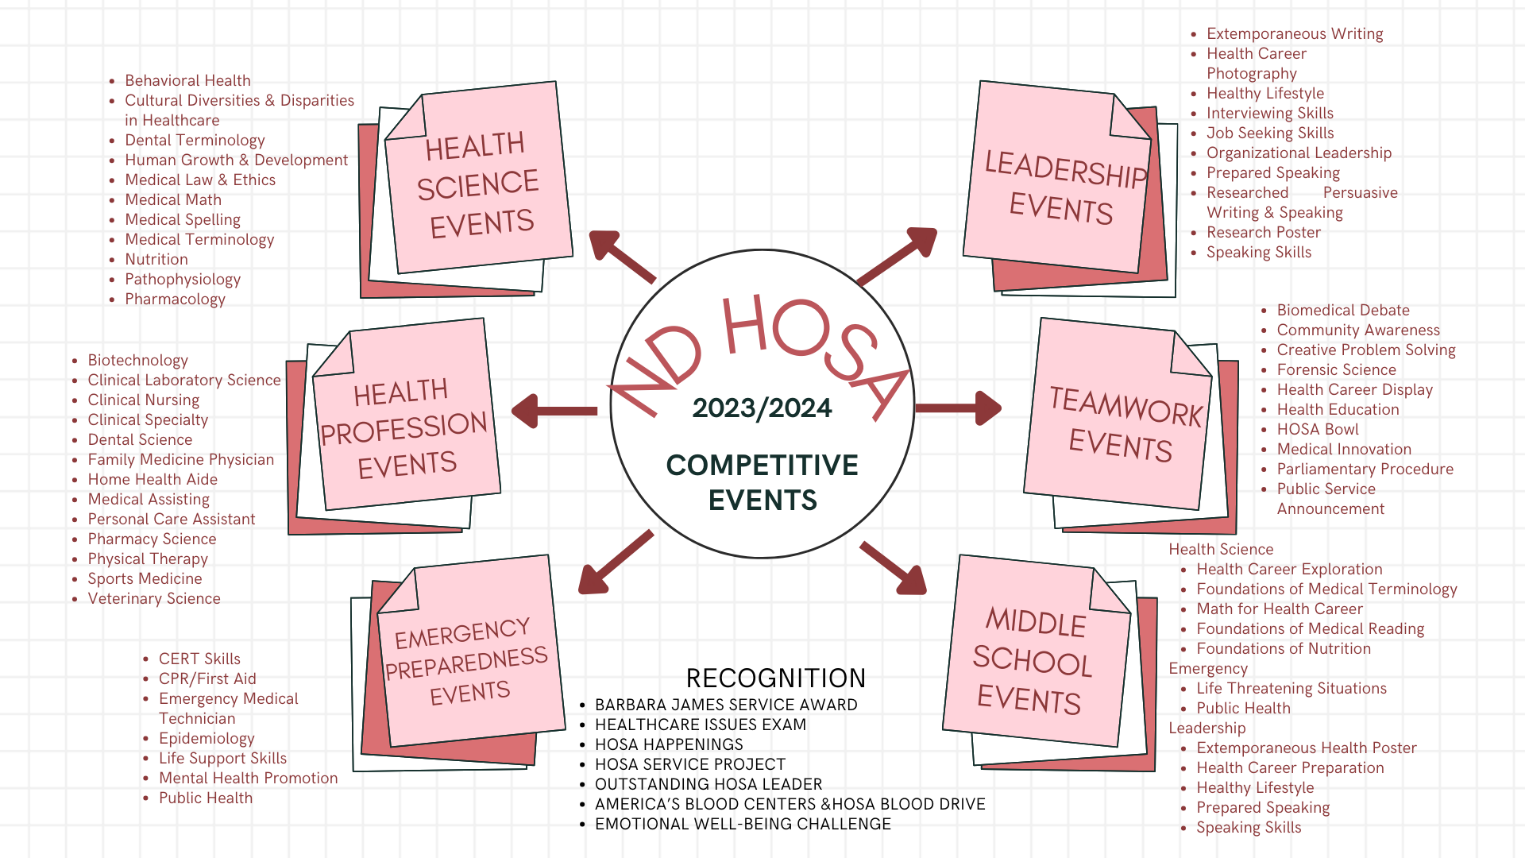 ND HOSA
2023/2024
COMPETITIVE
EVENTS
HEALTH
SCIENCE
EVENTS
• Behavioral Health
• Cultural Diversities & Disparities
in Healthcare
• Dental Terminology
• Human Growth & Development
• Medical Law & Ethics
• Medical Math
• Medical Spelling
• Medical Terminology
• Nutrition
• Pathophysiology
• Pharmacology
HEALTH
PROFESSION
EVENTS
• Biotechnology
• Clinical Laboratory Science
• Clinical Nursing
• Clinical Specialty
• Dental Science
• Family Medicine Physician
• Home Health Aide
• Medical Assisting
• Personal Care Assistant
• Pharmacy Science
• Physical Therapy
• Sports Medicine
• Veterinary Science
EMERGENCY
PREPAREDNESS
EVENTS
• CERT Skills
• CPR/First Aid
• Emergency Medical
Technician
• Epidemiology
• Life Support Skills
• Mental Health Promotion
• Public Health
RECOGNITION
• BARBARA JAMES SERVICE AWARD
• HEALTHCARE ISSUES EXAM
• HOSA HAPPENINGS
• HOSA SERVICE PROJECT
• OUTSTANDING HOSA LEADER
• AMERICA'S BLOOD CENTERS &HOSA BLOOD DRIVE
• EMOTIONAL WELL-BEING CHALLENGE
LEADERSHIP
EVENTS
• Extemporaneous Writing
• Health Career
Photography
• Healthy Lifestyle
• Interviewing Skills
• Job Seeking Skills
• Organizational Leadership
• Prepared Speaking
• Researched Persuasive
Writing & Speaking
• Research Poster
• Speaking Skills
TEAMWORK
EVENTS
• Biomedical Debate
• Community Awareness
• Creative Problem Solving
• Forensic Science
• Health Career Display
• Health Education
• HOSA Bowl
• Medical Innovation
• Parliamentary Procedure
• Public Service
Announcement
MIDDLE
SCHOOL
EVENTS
Health Science
• Health Career Exploration
• Foundations of Medical Terminology
• Math for Health Career
• Foundations of Medical Reading
• Foundations of Nutrition
Emergency
• Life Threatening Situations
• Public Health
Leadership
• Extemporaneous Health Poster
• Health Career Preparation
• Healthy Lifestyle
• Prepared Speaking
• Speaking Skills